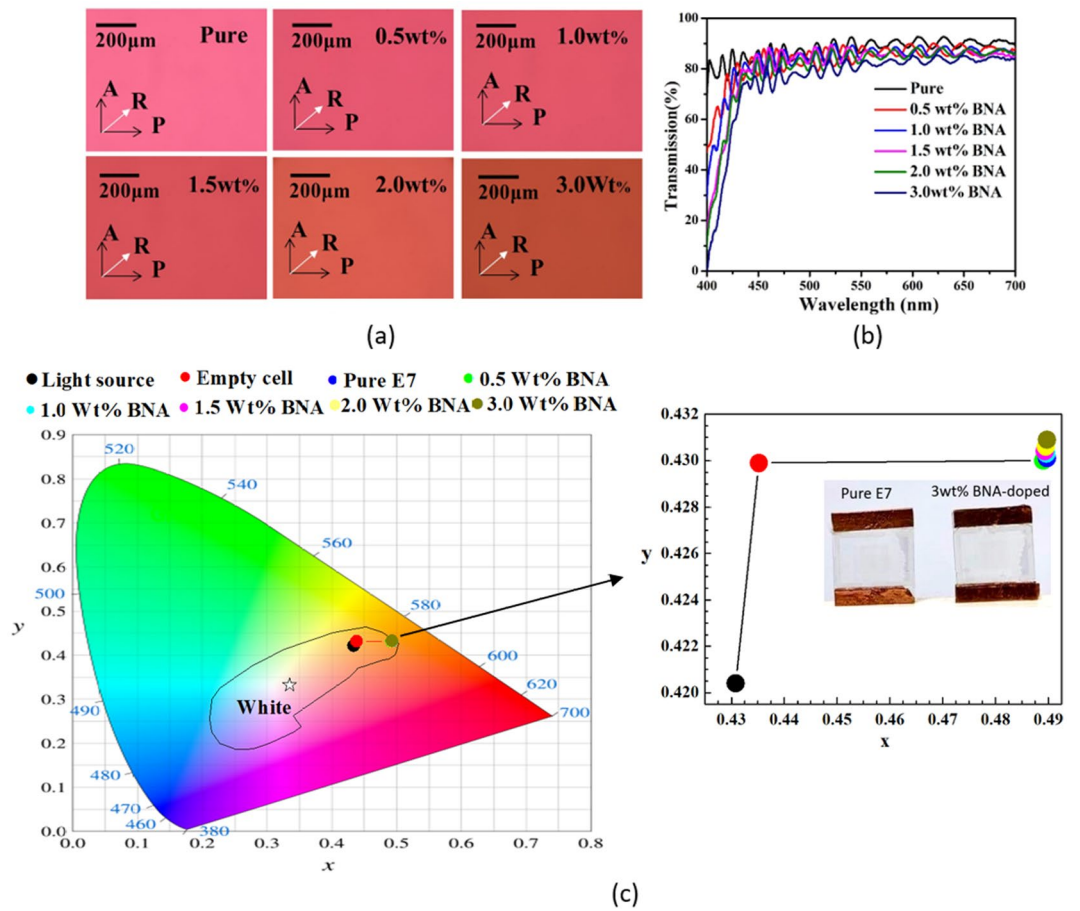 200µm Pure
A R P
200µm 0.5wt%
A R P
200µm 1.0wt%
A R P
200µm 1.5wt%
A R P
200µm 2.0wt%
A R P
200µm 3.0Wt%
A R P
(a)
Transmission(%)
100
80
60
40
20
0
Pure
0.5 wt% BNA
1.0 wt% BNA
1.5 wt% BNA
2.0 wt% BNA
3.0wt% BNA
400 450 500 550 600 650 700
Wavelength (nm)
(b)
Light source Empty cell Pure E7 0.5 Wt% BNA
1.0 Wt% BNA 1.5 Wt% BNA 2.0 Wt% BNA 3.0 Wt% BNA
y
0.9
0.8
0.7
0.6
0.5
0.4
0.3
0.2
0.1
0.0
520
540
560
500
580
600
620
490
700
480
470
460
380
White
0.0 0.1 0.2 0.3 0.4 0.5 0.6 0.7 0.8
x
y
0.432
0.430
0.428
0.426
0.424
0.422
0.420
Pure E7 3wt% BNA-doped
0.43 0.44 0.45 0.46 0.47 0.48 0.49
x
(c)